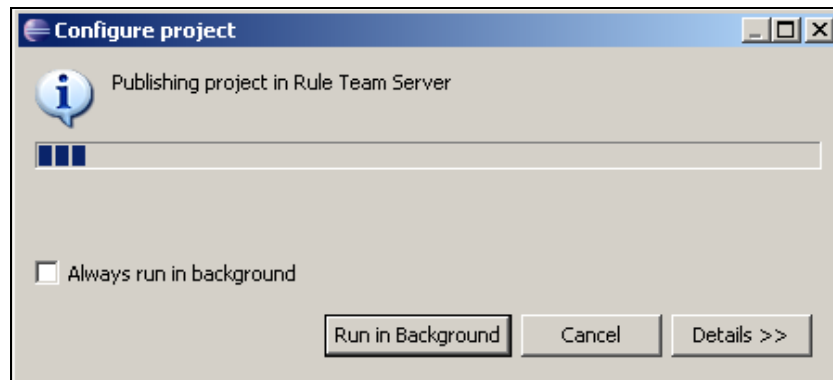 Configure project
Publishing project in Rule Team Server
Always run in background
Run in Background
Cancel
Details >>